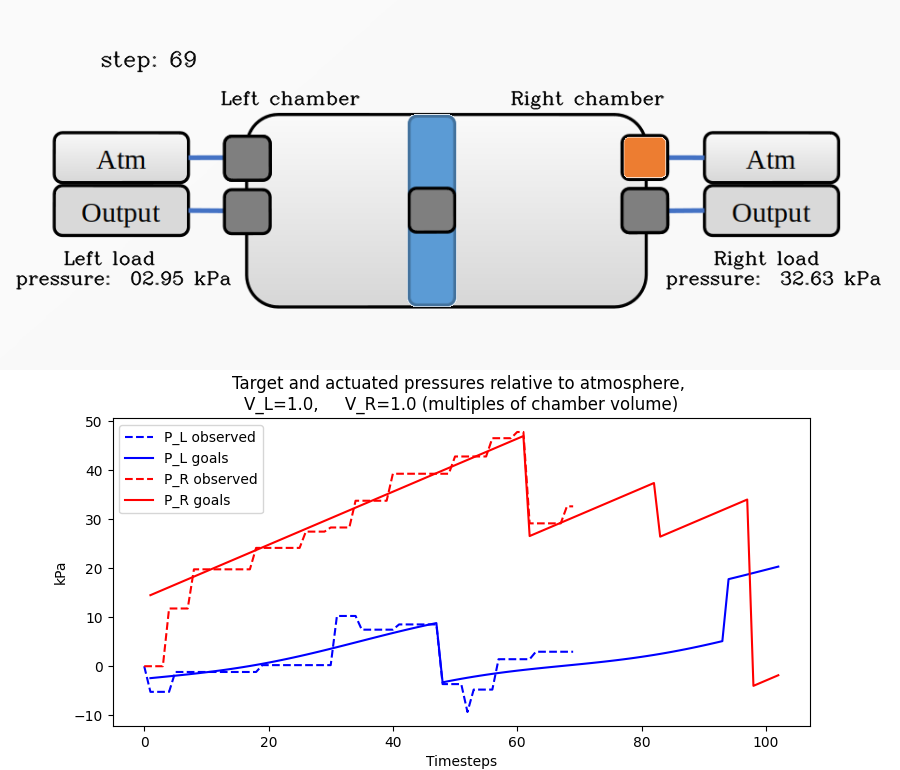 step: 69
Left chamber
Right chamber
Atm
Atm
Output
Output
Left load
pressure: 02.95 kPa
Right load
pressure: 32.63 kPa
Target and actuated pressures relative to atmosphere,
V_L=1.0, V_R=1.0 (multiples of chamber volume)
P_L observed
P_L goals
P_R observed
P_R goals
kPa
50
40
30
20
10
0
−10
0
20
40
60
80
100
Timesteps